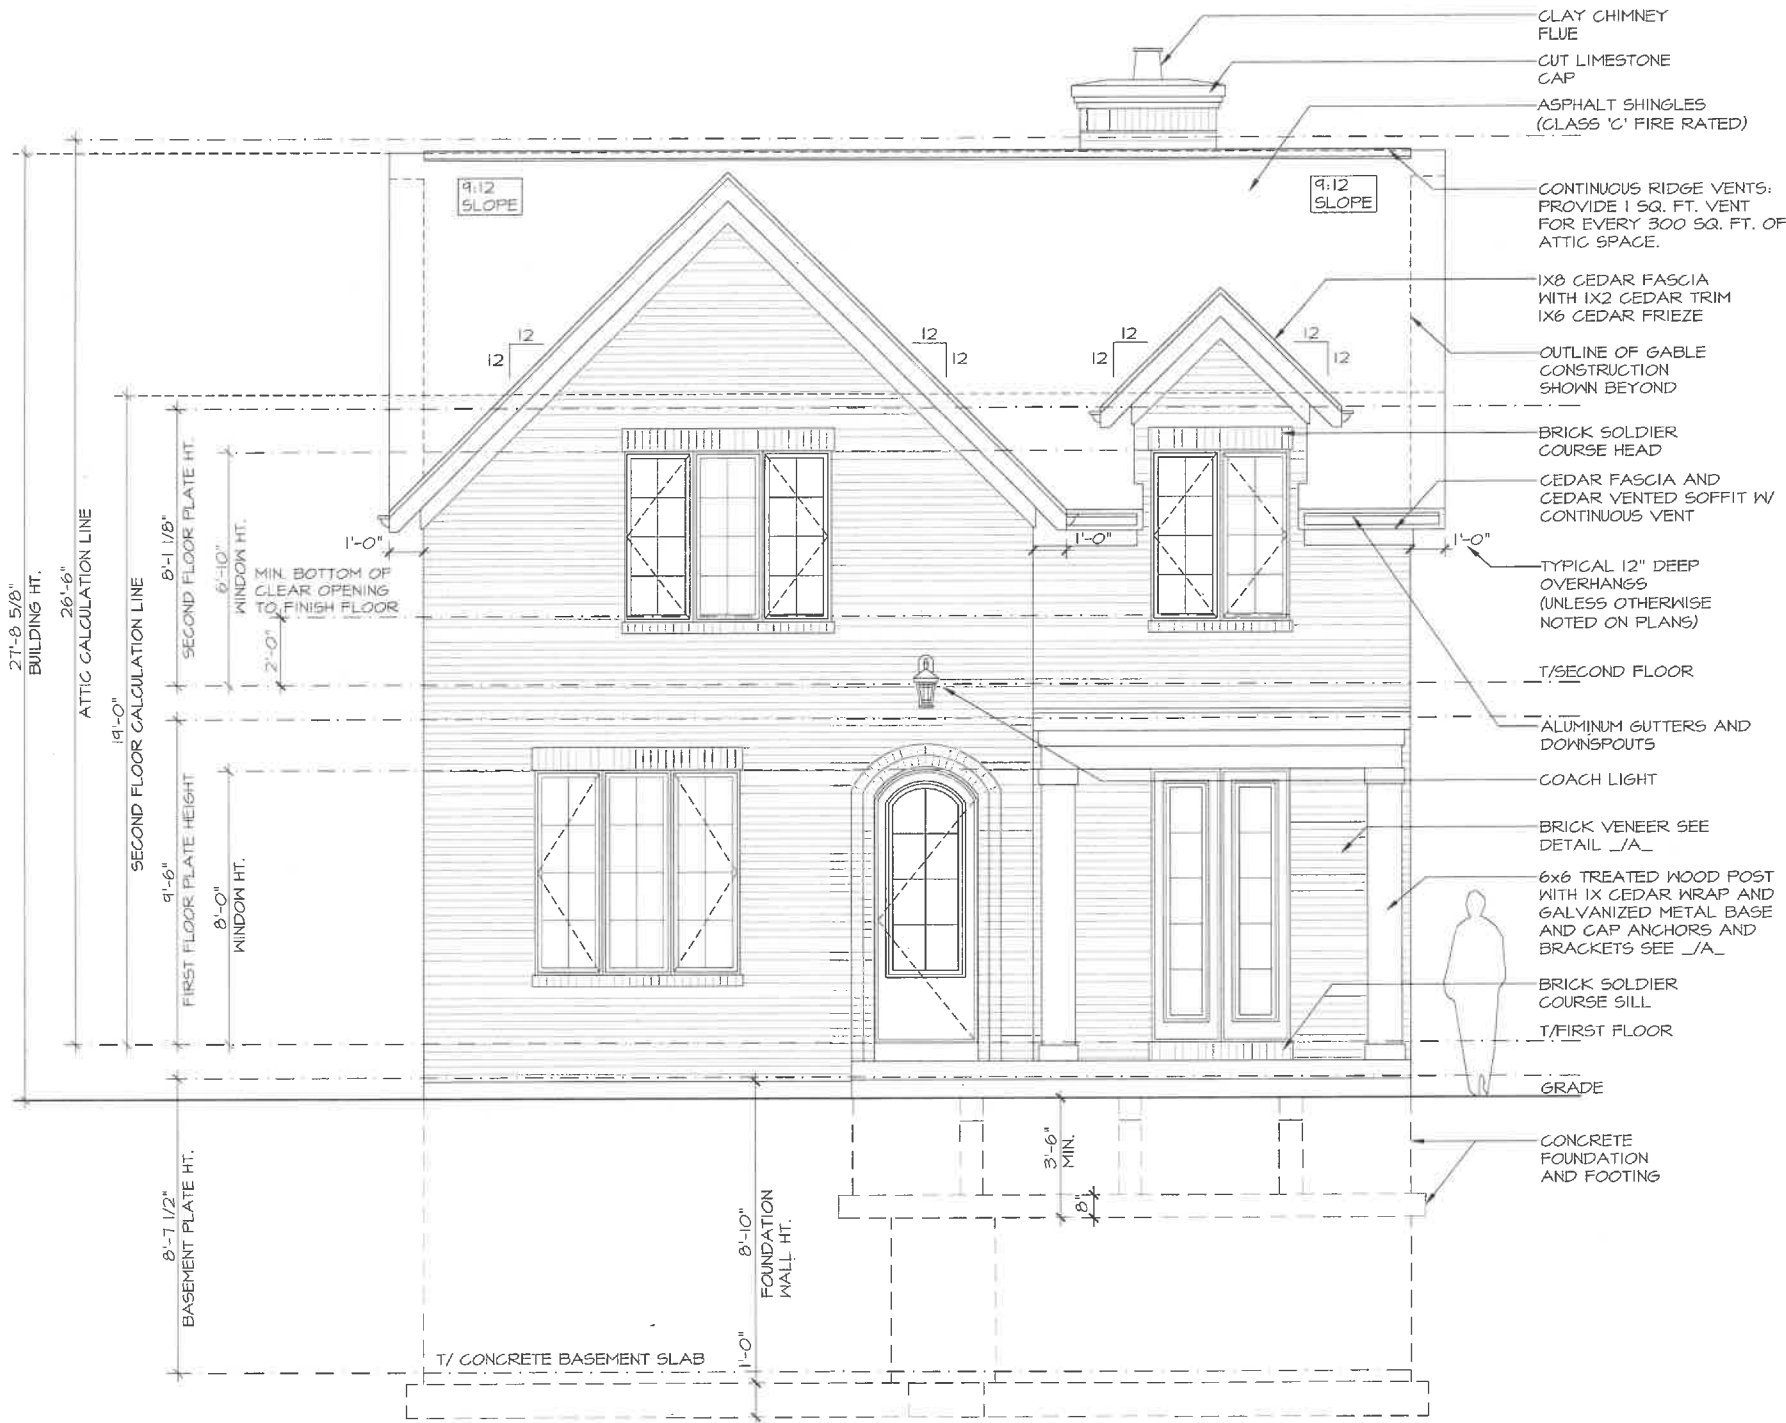 CLAY CHIMNEY
FLUE
CUT LIMESTONE
CAP
ASPHALT SHINGLES
(CLASS 'C' FIRE RATED)
9:12
SLOPE
9:12
SLOPE
CONTINUOUS RIDGE VENTS:
PROVIDE 1 SQ. FT. VENT
FOR EVERY 300 SQ. FT. OF
ATTIC SPACE.
1X8 CEDAR FASCIA
WITH 1X2 CEDAR TRIM
1X6 CEDAR FRIEZE
12
12
12
12
12
12
12
12
OUTLINE OF GABLE
CONSTRUCTION
SHOWN BEYOND
BRICK SOLDIER
COURSE HEAD
CEDAR FASCIA AND
CEDAR VENTED SOFFIT W/
CONTINUOUS VENT
1'-0"
1'-0"
1'-0"
TYPICAL 12" DEEP
OVERHANGS
(UNLESS OTHERWISE
NOTED ON PLANS)
T/SECOND FLOOR
ALUMINUM GUTTERS AND
DOWNSPOUTS
COACH LIGHT
BRICK VENEER SEE
DETAIL _/A_
6x6 TREATED WOOD POST
WITH 1X CEDAR WRAP AND
GALVANIZED METAL BASE
AND CAP ANCHORS AND
BRACKETS SEE _/A_
BRICK SOLDIER
COURSE SILL
T/FIRST FLOOR
GRADE
CONCRETE
FOUNDATION
AND FOOTING
27'-8 5/8"
BUILDING HT.
26'-6"
ATTIC CALCULATION LINE
19'-0"
SECOND FLOOR CALCULATION LINE
8'-1 1/8"
SECOND FLOOR PLATE HT.
6'-10"
WINDOW HT.
MIN. BOTTOM OF
CLEAR OPENING
TO FINISH FLOOR
2'-0"
9'-6"
FIRST FLOOR PLATE HEIGHT
8'-0"
WINDOW HT.
8'-7 1/2"
BASEMENT PLATE HT.
8'-10"
FOUNDATION
WALL HT.
1'-0"
3'-6"
MIN.
8"
T/ CONCRETE BASEMENT SLAB